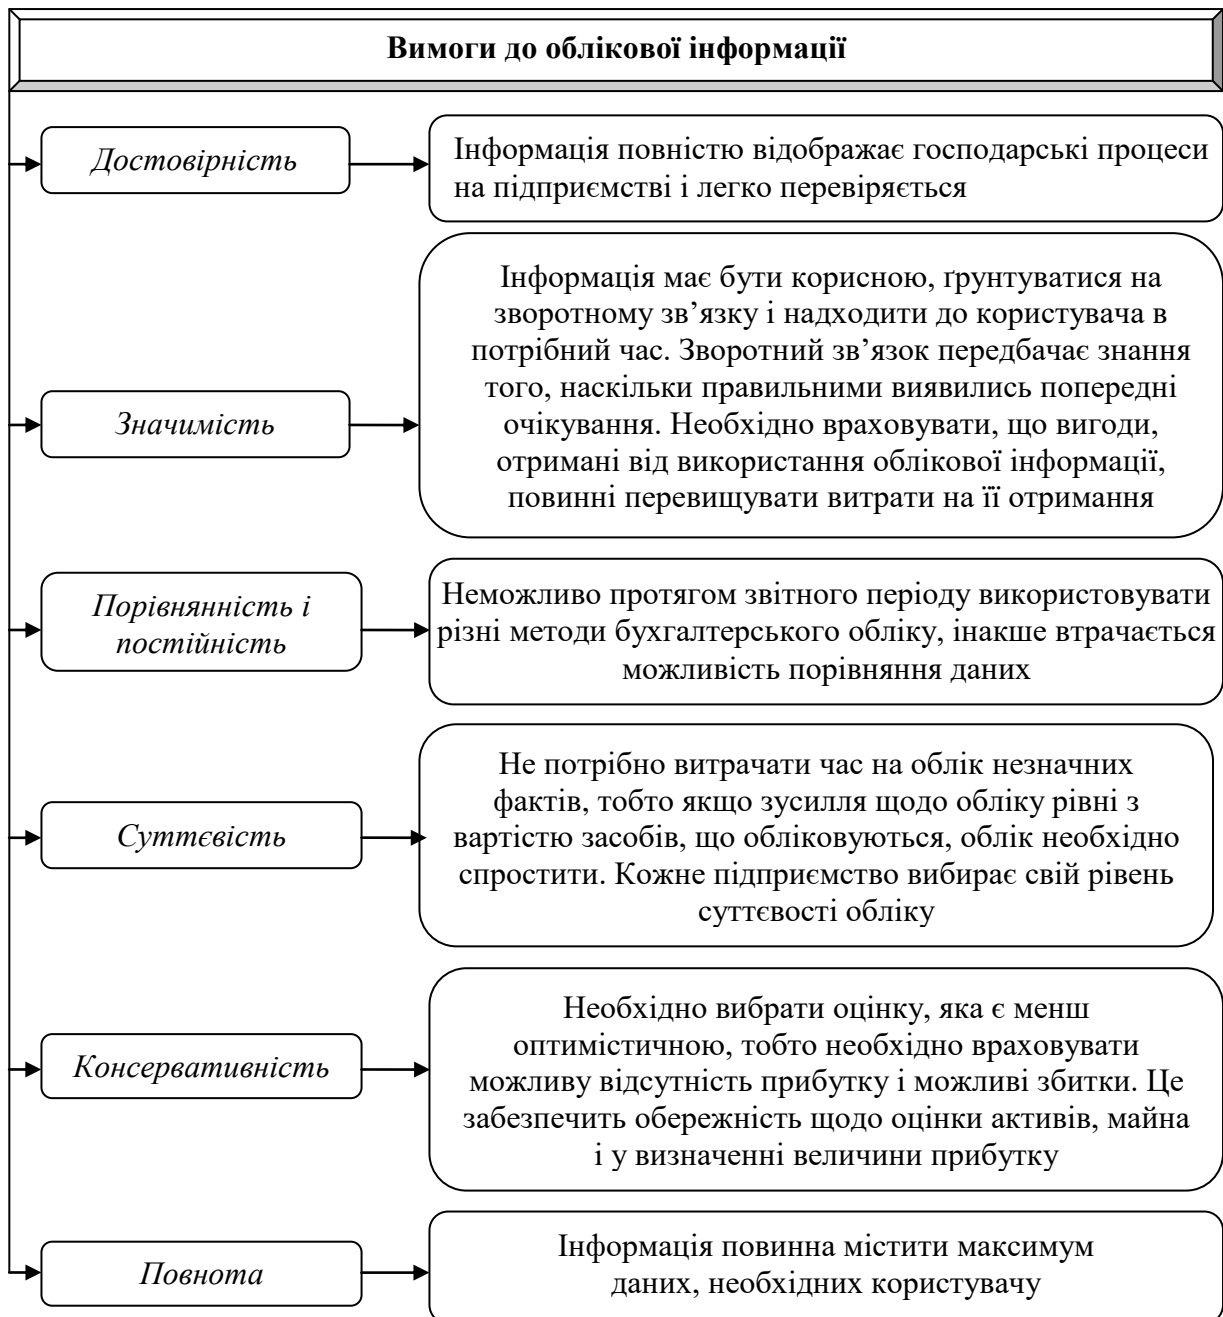 Вимоги до облікової інформації
Достовірність
Інформація повністю відображає господарські процеси
на підприємстві і легко перевіряється
Значимість
Інформація має бути корисною, ґрунтуватися на
зворотному зв’язку і надходити до користувача в
потрібний час. Зворотний зв’язок передбачає знання
того, наскільки правильними виявились попередні
очікування. Необхідно враховувати, що вигоди,
отримані від використання облікової інформації,
повинні перевищувати витрати на її отримання
Порівнянність і
постійність
Неможливо протягом звітного періоду використовувати
різні методи бухгалтерського обліку, інакше втрачається
можливість порівняння даних
Суттєвість
Не потрібно витрачати час на облік незначних
фактів, тобто якщо зусилля щодо обліку рівні з
вартістю засобів, що обліковуються, облік необхідно
спростити. Кожне підприємство вибирає свій рівень
суттєвості обліку
Консервативність
Необхідно вибрати оцінку, яка є менш
оптимістичною, тобто необхідно враховувати
можливу відсутність прибутку і можливі збитки. Це
забезпечить обережність щодо оцінки активів, майна
і у визначенні величини прибутку
Повнота
Інформація повинна містити максимум
даних, необхідних користувачу